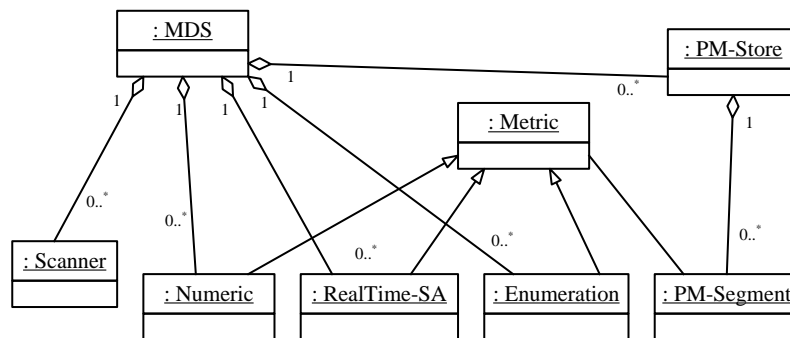 : MDS
: PM-Store
1
0..*
1
1
1
1
1
: Metric
0..*
0..*
0..*
0..*
0..*
: Scanner
: Numeric
: RealTime-SA
: Enumeration
: PM-Segment